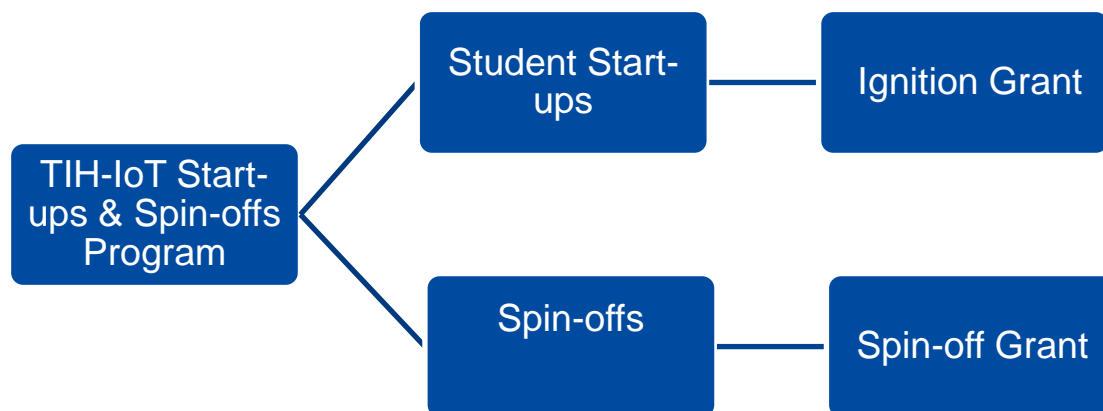 Student Start-
ups
Ignition Grant
TIH-IoT Start-
ups & Spin-offs
Program
Spin-offs
Spin-off Grant